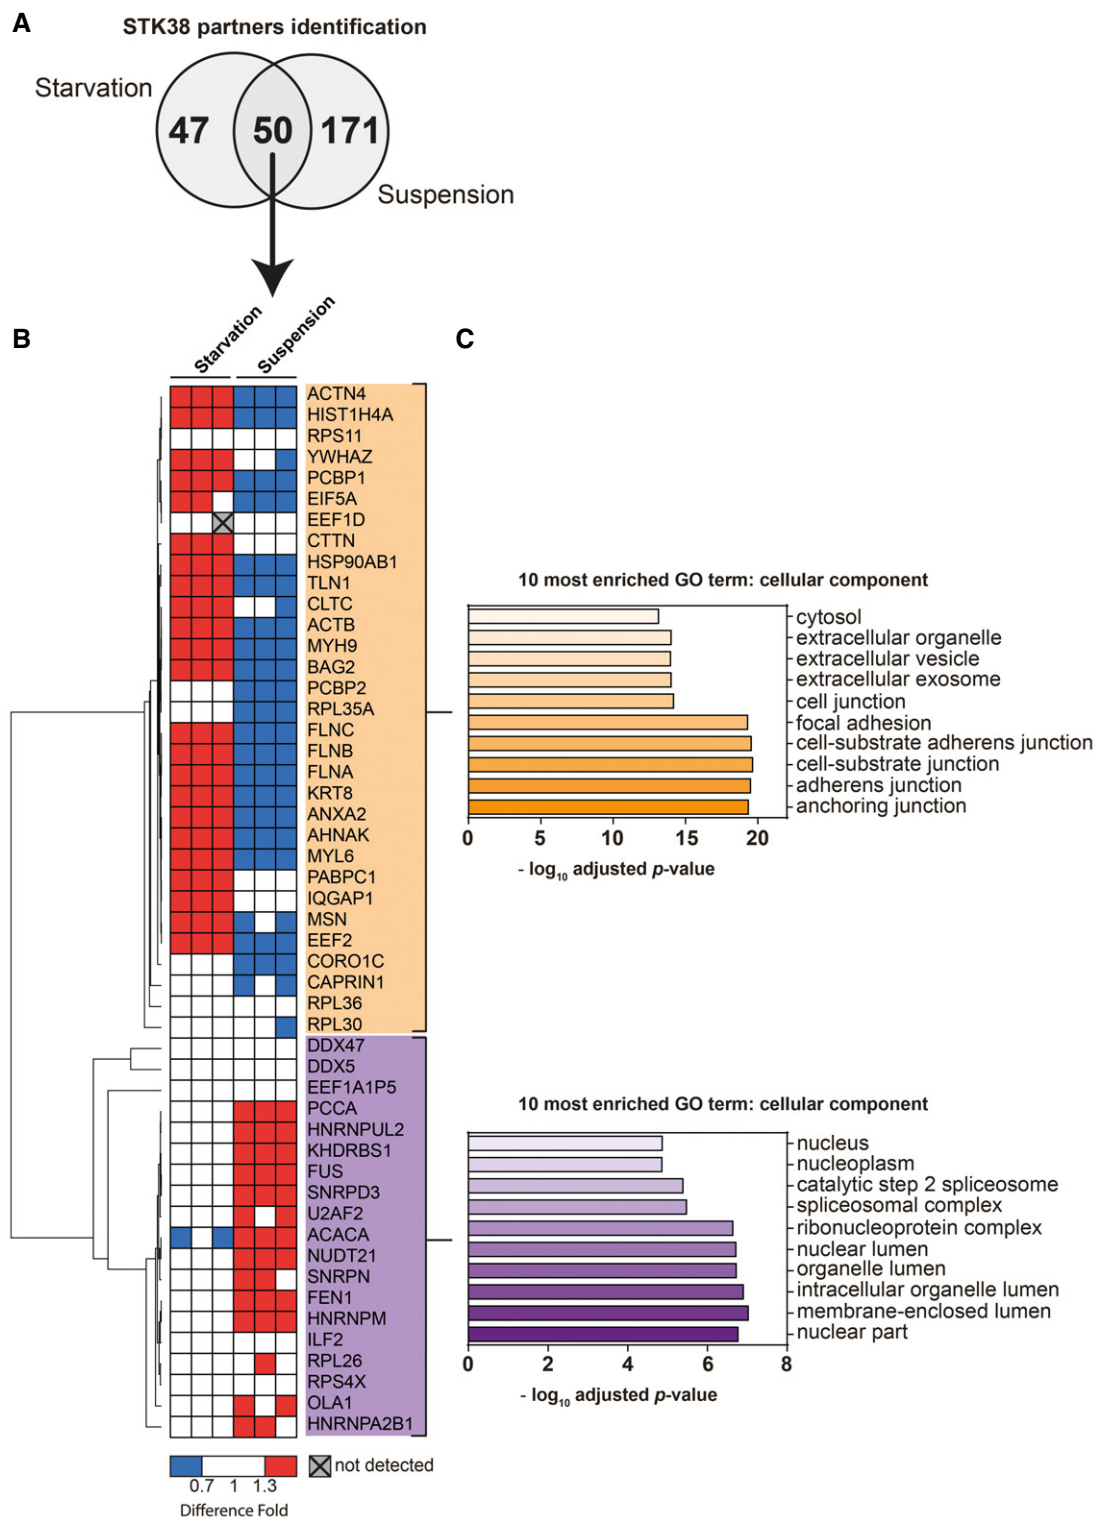 A
STK38 partners identification
Starvation
47
50
171
Suspension
B
Starvation
Suspension
ACTN4
HIST1H4A
RPS11
YWHAZ
PCBP1
EIF5A
EEF1D
CTTN
HSP90AB1
TLN1
CLTC
ACTB
MYH9
BAG2
PCBP2
RPL35A
FLNC
FLNB
FLNA
KRT8
ANXA2
AHNAK
MYL6
PABPC1
IQGAP1
MSN
EEF2
CORO1C
CAPRIN1
RPL36
RPL30
DDX47
DDX5
EEF1A1P5
PCCA
HNRNPUL2
KHDRBS1
FUS
SNRPD3
U2AF2
ACACA
NUDT21
SNRPN
FEN1
HNRNPM
ILF2
RPL26
RPS4X
OLA1
HNRNPA2B1
0.7 1 1.3
Difference Fold
not detected
C
10 most enriched GO term: cellular component
cytosol
extracellular organelle
extracellular vesicle
extracellular exosome
cell junction
focal adhesion
cell-substrate adherens junction
cell-substrate junction
adherens junction
anchoring junction
0 5 10 15 20
- log10 adjusted p-value
10 most enriched GO term: cellular component
nucleus
nucleoplasm
catalytic step 2 spliceosome
spliceosomal complex
ribonucleoprotein complex
nuclear lumen
organelle lumen
intracellular organelle lumen
membrane-enclosed lumen
nuclear part
0 2 4 6 8
- log10 adjusted p-value